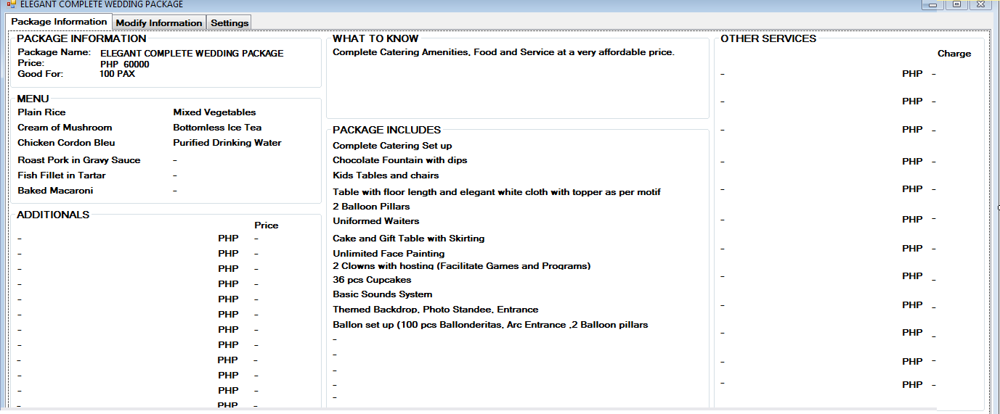 ELEGANT COMPLETE WEDDING PACKAGE
Package Information Modify Information Settings
PACKAGE INFORMATION
Package Name: ELEGANT COMPLETE WEDDING PACKAGE
Price: PHP 60000
Good For: 100 PAX
MENU
Plain Rice Mixed Vegetables
Cream of Mushroom Bottomless Ice Tea
Chicken Cordon Bleu Purified Drinking Water
Roast Pork in Gravy Sauce -
Fish Fillet in Tartar -
Baked Macaroni -
ADDITIONALS
Price
- PHP -
- PHP -
- PHP -
- PHP -
- PHP -
- PHP -
- PHP -
- PHP -
- PHP -
- PHP -
- PHP -
- PHP -
WHAT TO KNOW
Complete Catering Amenities, Food and Service at a very affordable price.
PACKAGE INCLUDES
Complete Catering Set up
Chocolate Fountain with dips
Kids Tables and chairs
Table with floor length and elegant white cloth with topper as per motif
2 Balloon Pillars
Uniformed Waiters
Cake and Gift Table with Skirting
Unlimited Face Painting
2 Clowns with hosting (Facilitate Games and Programs)
36 pcs Cupcakes
Basic Sounds System
Themed Backdrop, Photo Standee, Entrance
Ballon set up (100 pcs Ballonderitas, Arc Entrance ,2 Balloon pillars
-
-
-
-
-
OTHER SERVICES
Charge
- PHP -
- PHP -
- PHP -
- PHP -
- PHP -
- PHP -
- PHP -
- PHP -
- PHP -
- PHP -
- PHP -
- PHP -